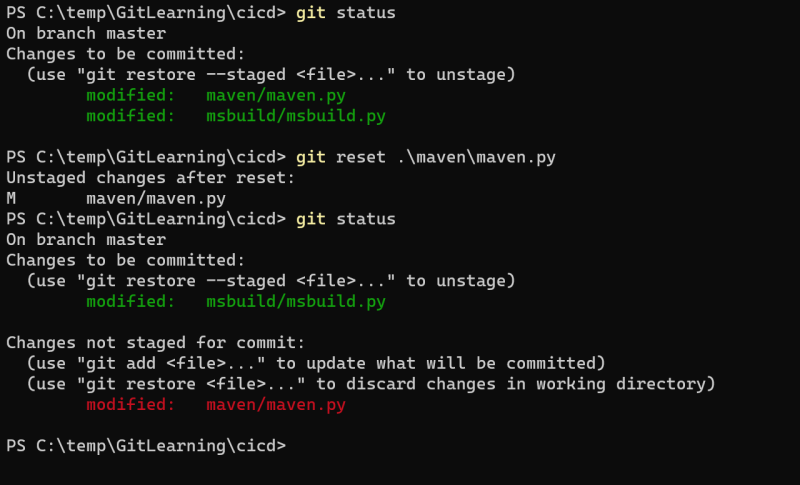 PS C:\temp\GitLearning\cicd> git status
On branch master
Changes to be committed:
  (use "git restore --staged <file>..." to unstage)
        modified:   maven/maven.py
        modified:   msbuild/msbuild.py

PS C:\temp\GitLearning\cicd> git reset .\maven\maven.py
Unstaged changes after reset:
M       maven/maven.py
PS C:\temp\GitLearning\cicd> git status
On branch master
Changes to be committed:
  (use "git restore --staged <file>..." to unstage)
        modified:   msbuild/msbuild.py

Changes not staged for commit:
  (use "git add <file>..." to update what will be committed)
  (use "git restore <file>..." to discard changes in working directory)
        modified:   maven/maven.py

PS C:\temp\GitLearning\cicd>